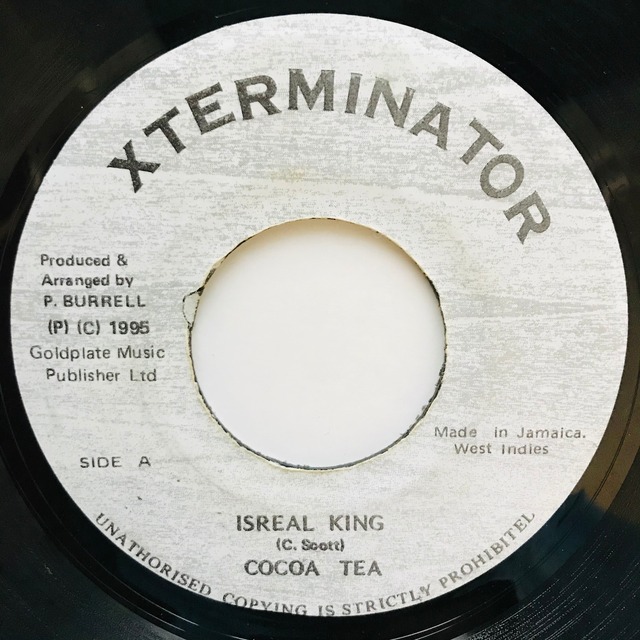 XTERMINATOR
Produced &
Arranged by
P. BURRELL
(P) (C) 1995
Goldplate Music
Publisher Ltd
SIDE A
Made in Jamaica.
West Indies
ISREAL KING
(C. Scott)
COCOA TEA
UNAUTHORISED COPYING IS STRICTLY PROHIBITEL